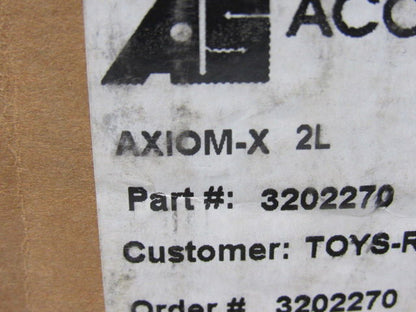 ACC
AXIOM-X 2L
Part #: 3202270
Customer: TOYS-R
Order # 3202270